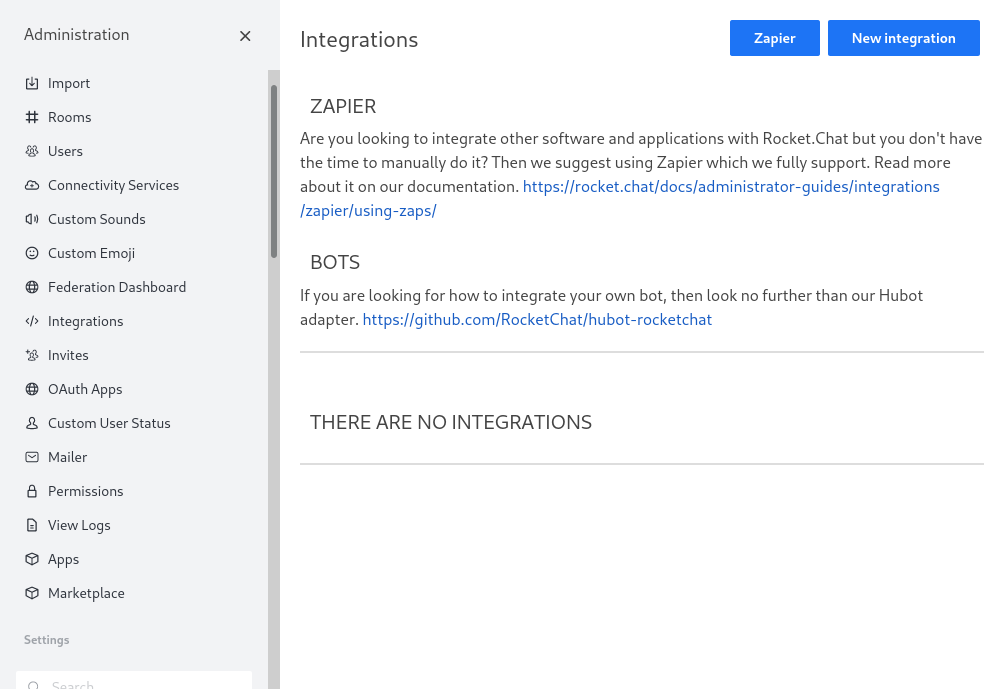 Administration
Import
Rooms
Users
Connectivity Services
Custom Sounds
Custom Emoji
Federation Dashboard
Integrations
Invites
OAuth Apps
Custom User Status
Mailer
Permissions
View Logs
Apps
Marketplace
Settings
Search
Integrations
Zapier
New integration
ZAPIER
Are you looking to integrate other software and applications with Rocket.Chat but you don't have
the time to manually do it? Then we suggest using Zapier which we fully support. Read more
about it on our documentation. https://rocket.chat/docs/administrator-guides/integrations
/zapier/using-zaps/
BOTS
If you are looking for how to integrate your own bot, then look no further than our Hubot
adapter. https://github.com/RocketChat/hubot-rocketchat
THERE ARE NO INTEGRATIONS